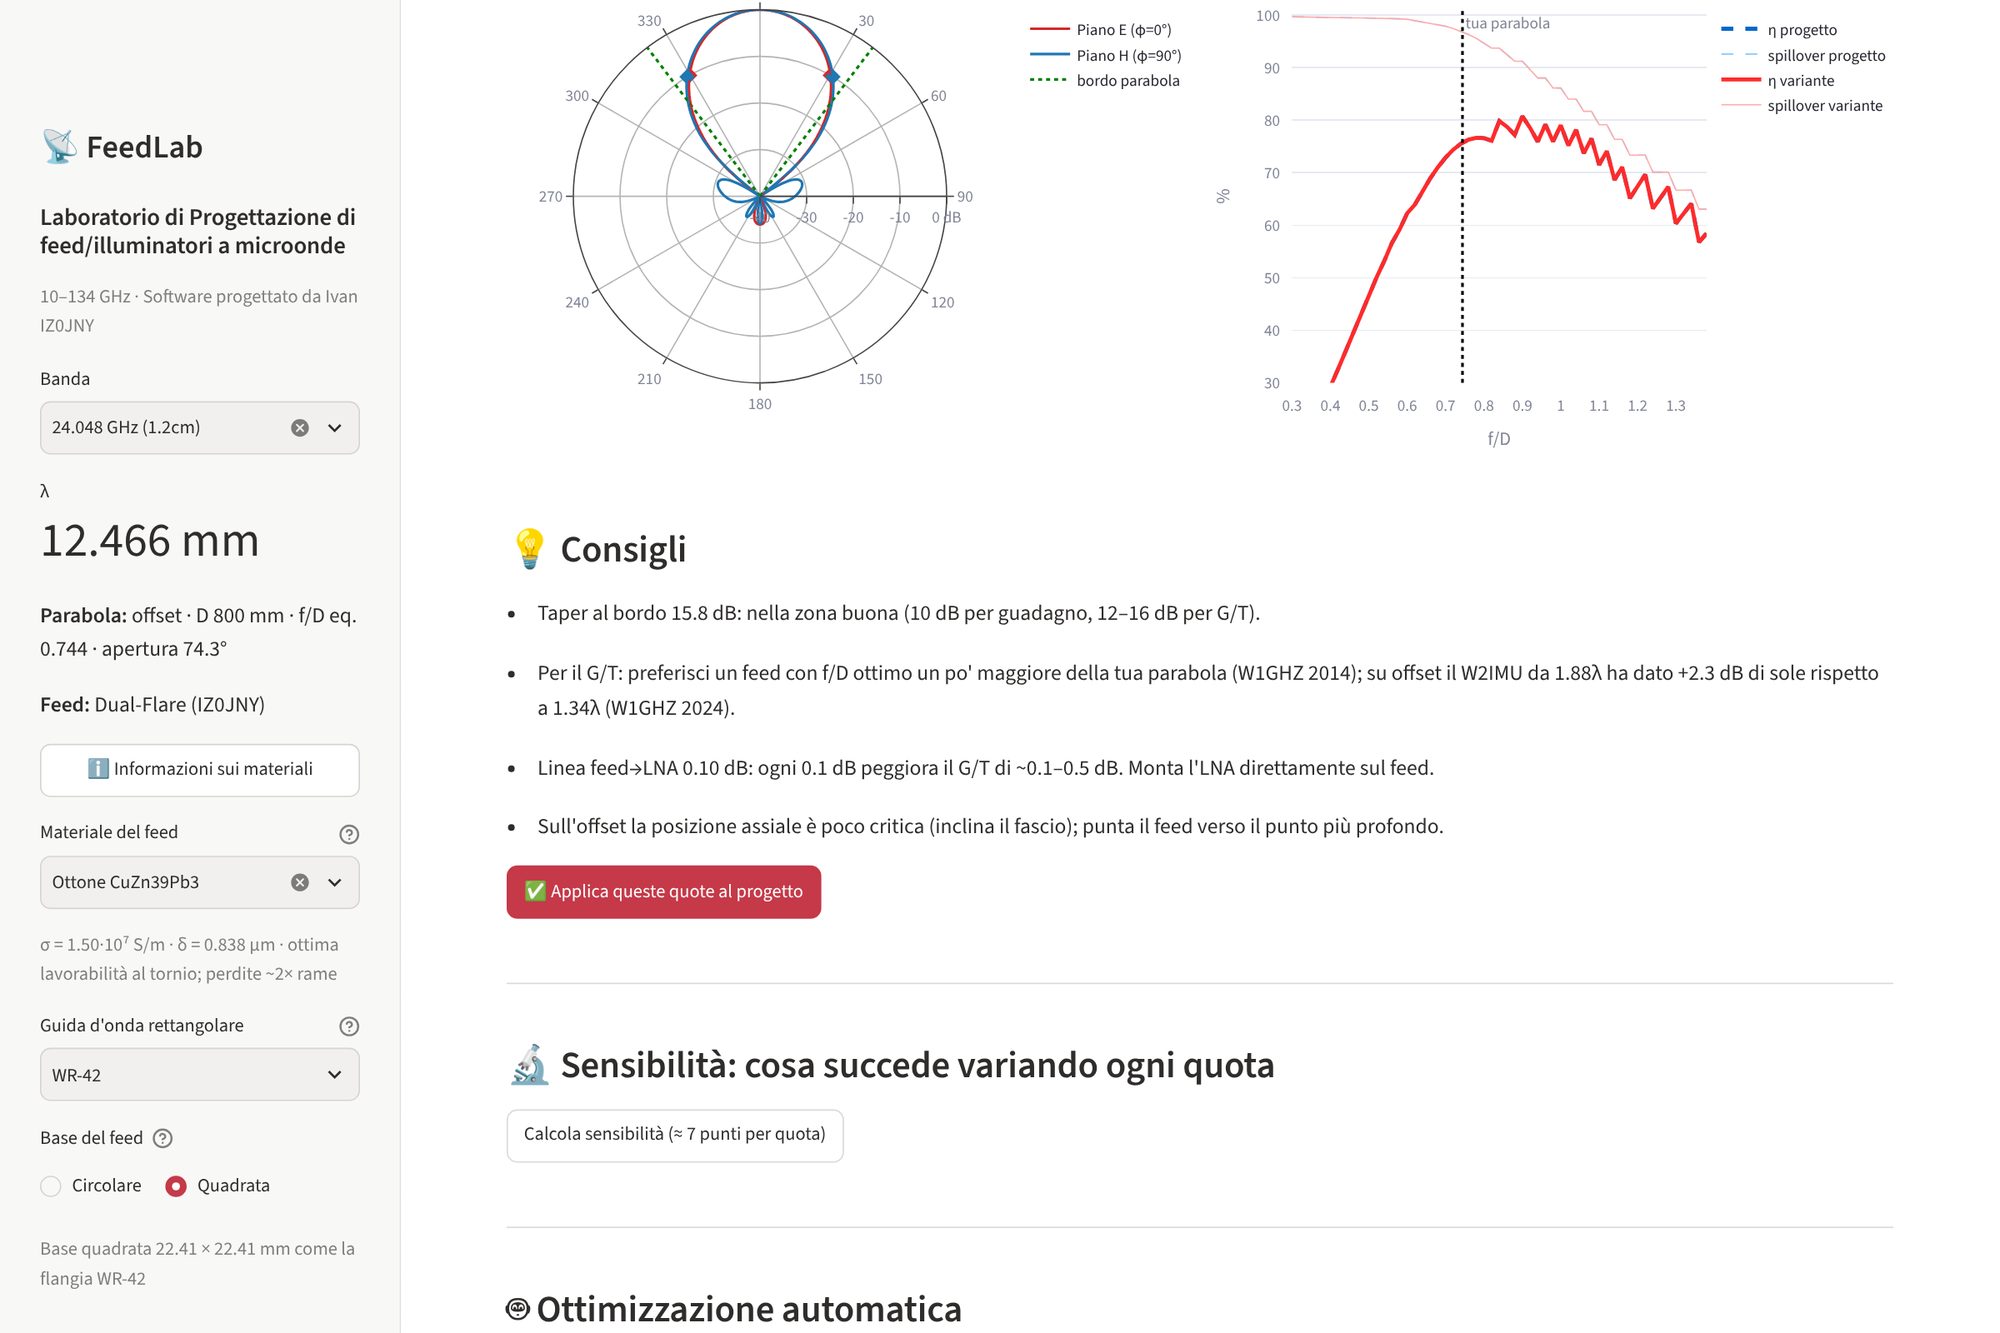 FeedLab
Laboratorio di Progettazione di
feed/illuminatori a microonde
10–134 GHz · Software progettato da Ivan
IZ0JNY
Banda
24.048 GHz (1.2cm)
λ
12.466 mm
Parabola: offset · D 800 mm · f/D eq.
0.744 · apertura 74.3°
Feed: Dual-Flare (IZ0JNY)
Informazioni sui materiali
Materiale del feed
Ottone CuZn39Pb3
σ = 1.50·10⁷ S/m · δ = 0.838 µm · ottima
lavorabilità al tornio; perdite ~2× rame
Guida d'onda rettangolare
WR-42
Base del feed
Circolare
Quadrata
Base quadrata 22.41 × 22.41 mm come la
flangia WR-42
330
30
300
60
270
90
-30
-20
-10
0 dB
240
120
210
150
180
Piano E (ϕ=0°)
Piano H (ϕ=90°)
bordo parabola
100
90
80
70
60
50
40
30
%
tua parabola
0.3
0.4
0.5
0.6
0.7
0.8
0.9
1
1.1
1.2
1.3
f/D
η progetto
spillover progetto
η variante
spillover variante
Consigli
• Taper al bordo 15.8 dB: nella zona buona (10 dB per guadagno, 12–16 dB per G/T).
• Per il G/T: preferisci un feed con f/D ottimo un po' maggiore della tua parabola (W1GHZ 2014); su offset il W2IMU da 1.88λ ha dato +2.3 dB di sole rispetto
a 1.34λ (W1GHZ 2024).
• Linea feed→LNA 0.10 dB: ogni 0.1 dB peggiora il G/T di ~0.1–0.5 dB. Monta l'LNA direttamente sul feed.
• Sull'offset la posizione assiale è poco critica (inclina il fascio); punta il feed verso il punto più profondo.
Applica queste quote al progetto
Sensibilità: cosa succede variando ogni quota
Calcola sensibilità (≈ 7 punti per quota)
Ottimizzazione automatica